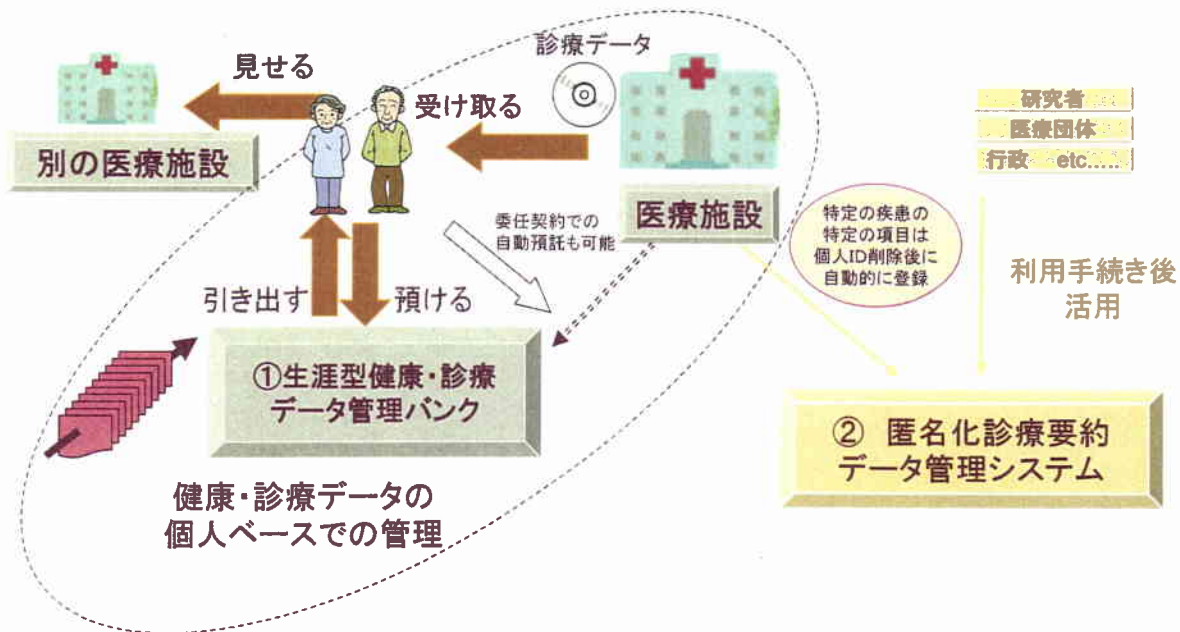 診療データ
見せる
受け取る
別の医療施設
医療施設
研究者
医療団体
行政 etc.....
委任契約での
自動預託も可能
特定の疾患の
特定の項目は
個人ID削除後に
自動的に登録
利用手続き後
活用
引き出す
預ける
①生涯型健康・診療
データ管理バンク
② 匿名化診療要約
データ管理システム
健康・診療データの
個人ベースでの管理